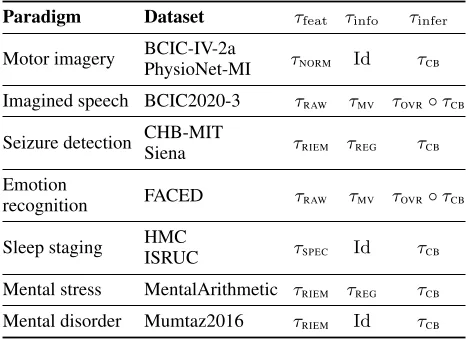 Paradigm Dataset τfeat τinfo τinfer
Motor imagery BCIC-IV-2a PhysioNet-MI τNORM Id τCB
Imagined speech BCIC2020-3 τRAW τMV τOVR ∘ τCB
Seizure detection CHB-MIT Siena τRIEM τREG τCB
Emotion recognition FACED τRAW τMV τOVR ∘ τCB
Sleep staging HMC ISRUC τSPEC Id τCB
Mental stress MentalArithmetic τRIEM τREG τCB
Mental disorder Mumtaz2016 τRIEM Id τCB